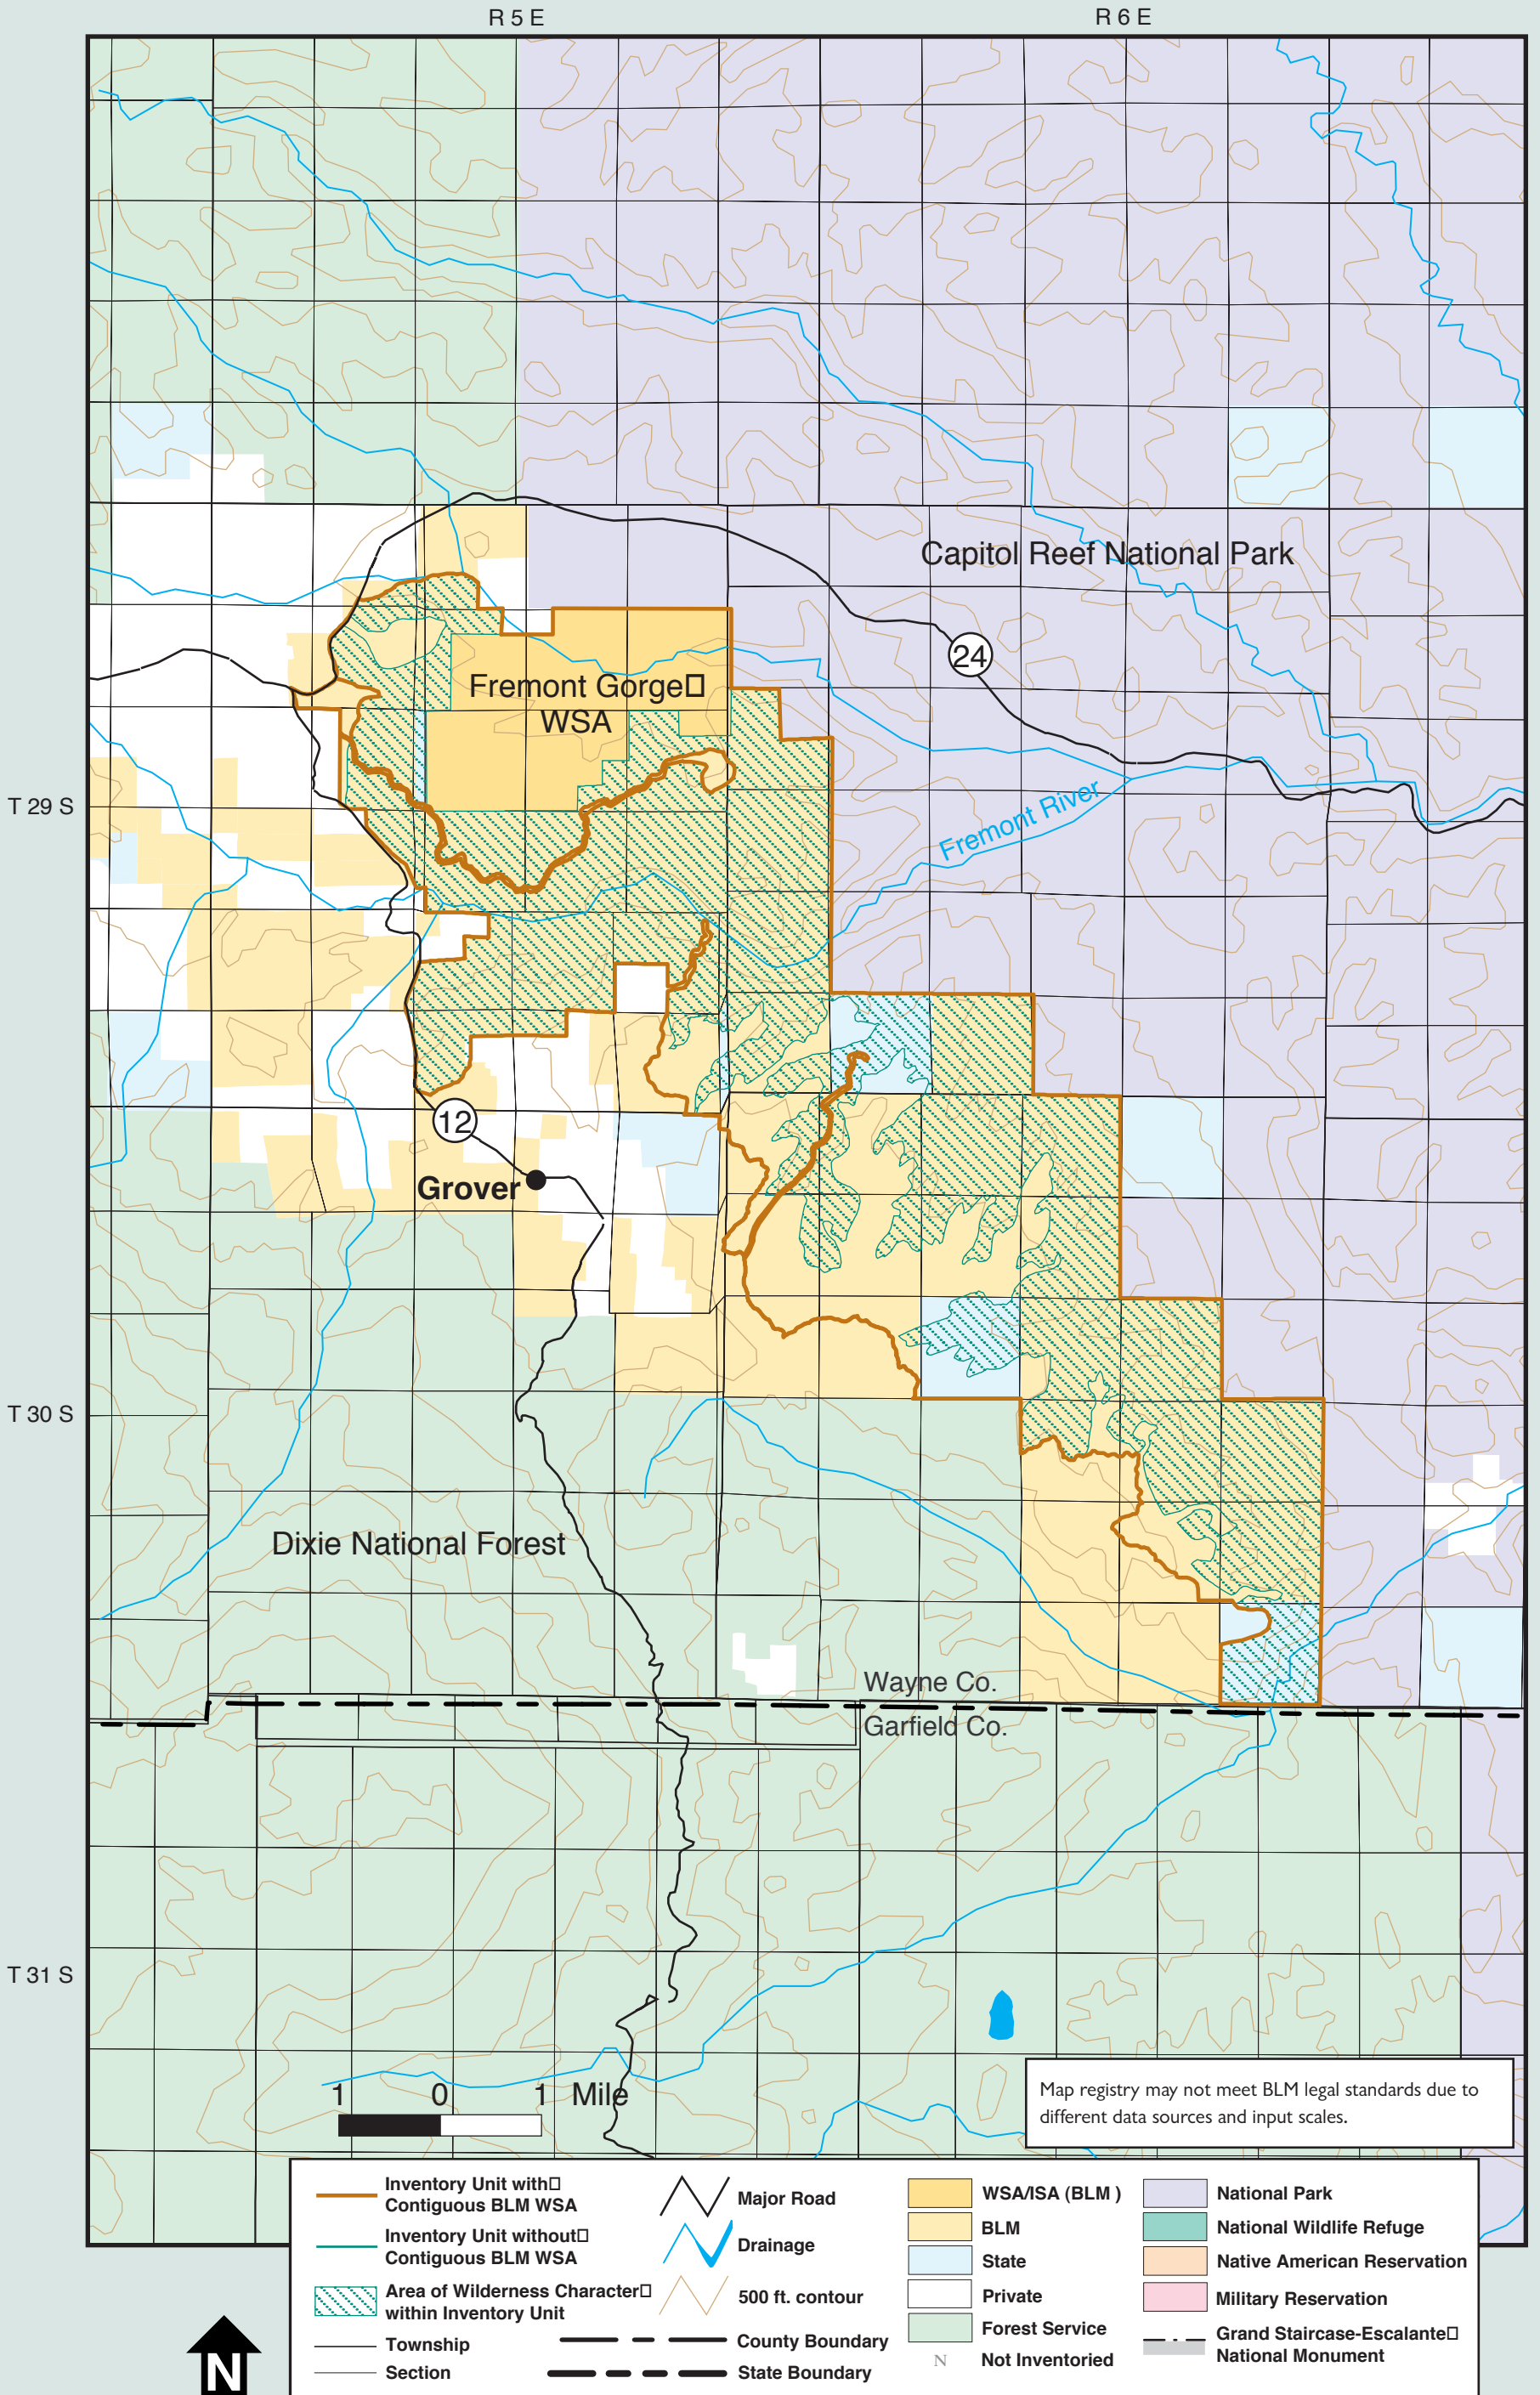 R 5 E
R 6 E
Capitol Reef National Park
24
Fremont Gorge□
WSA
T 29 S
Fremont River
12
Grover
T 30 S
Dixie National Forest
Wayne Co.
Garfield Co.
T 31 S
1 0 1 Mile
Map registry may not meet BLM legal standards due to
different data sources and input scales.
Inventory Unit with□
Contiguous BLM WSA
Inventory Unit without□
Contiguous BLM WSA
Area of Wilderness Character□
within Inventory Unit
Township
Section
Major Road
Drainage
500 ft. contour
County Boundary
State Boundary
WSA/ISA (BLM )
BLM
State
Private
Forest Service
N Not Inventoried
National Park
National Wildlife Refuge
Native American Reservation
Military Reservation
Grand Staircase-Escalante□
National Monument
N